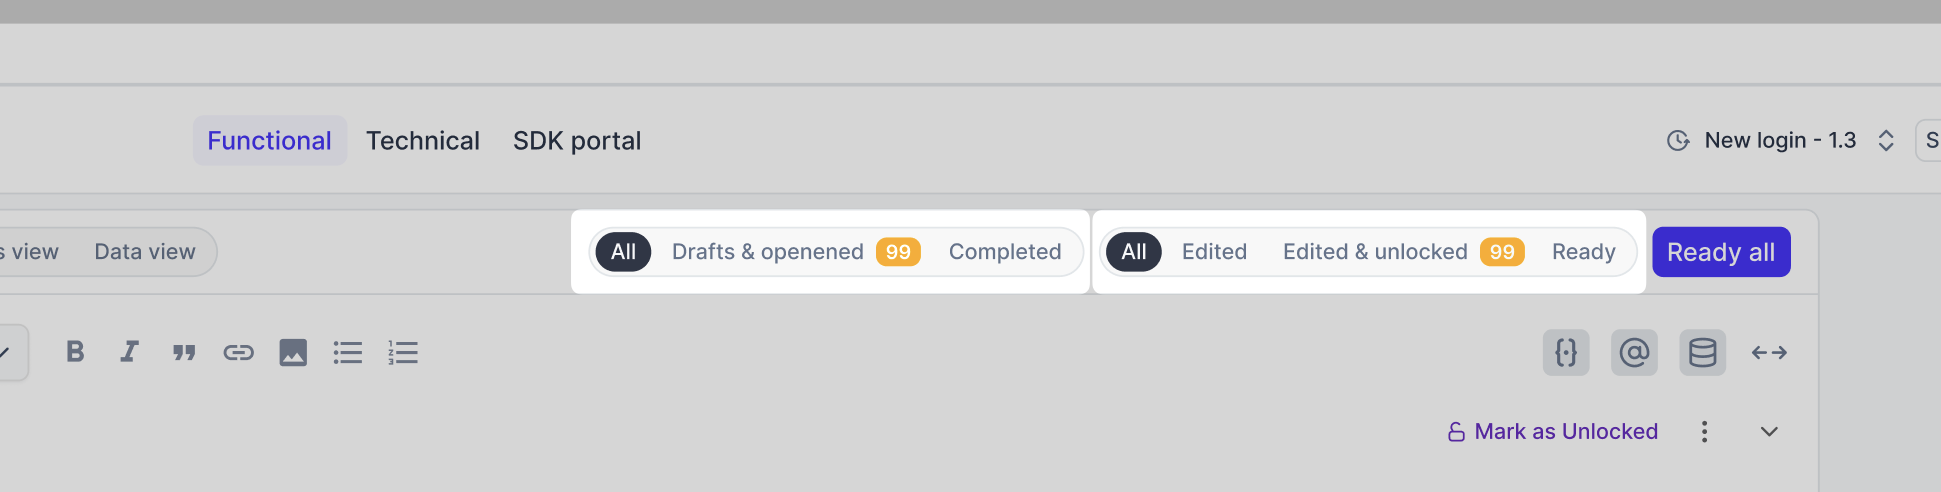 Functional Technical SDK portal New login - 1.3 S
s view Data view All Drafts & openened 99 Completed All Edited Edited & unlocked 99 Ready Ready all
Mark as Unlocked